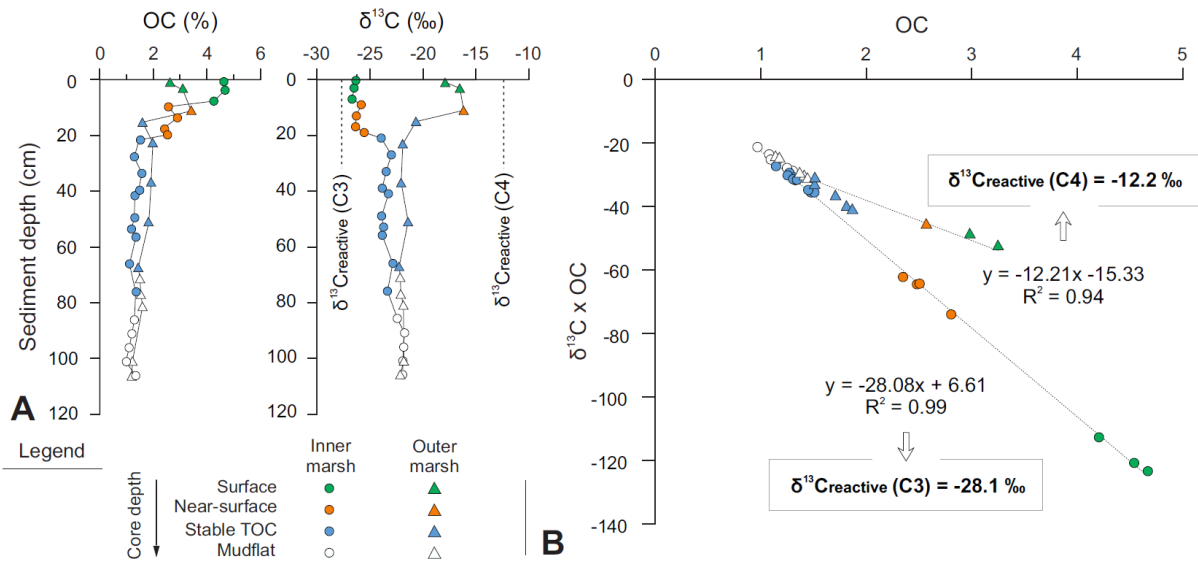 OC (%)
0 2 4 6
δ¹³C (‰)
-30 -25 -20 -15 -10
Sediment depth (cm)
0
20
40
60
80
100
120
0
20
40
60
80
100
120
δ¹³Creactive (C3)
δ¹³Creactive (C4)
A
Legend
Inner marsh
Outer marsh
Core depth
Surface
Near-surface
Stable TOC
Mudflat
B
OC
0 1 2 3 4 5
δ¹³C x OC
0
-20
-40
-60
-80
-100
-120
-140
δ¹³Creactive (C4) = -12.2 ‰
y = -12.21x -15.33
R² = 0.94
y = -28.08x + 6.61
R² = 0.99
δ¹³Creactive (C3) = -28.1 ‰